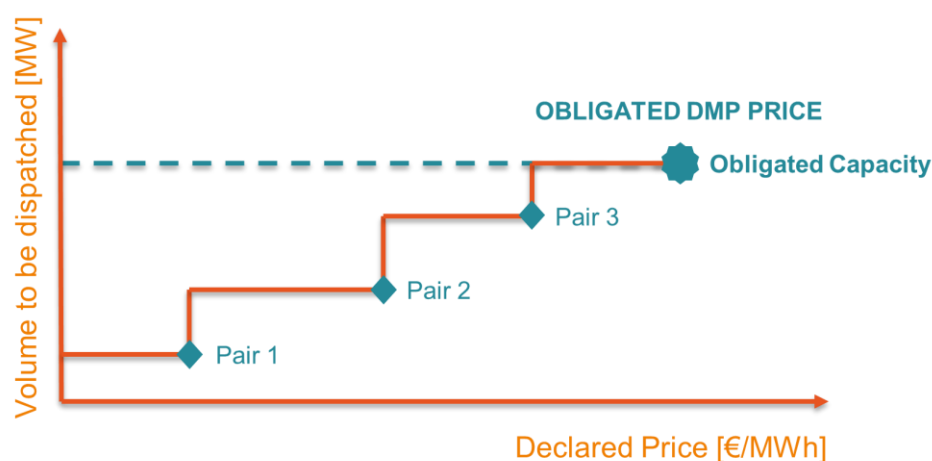 Volume to be dispatched [MW]
OBLIGATED DMP PRICE
Obligated Capacity
Pair 3
Pair 2
Pair 1
Declared Price [€/MWh]